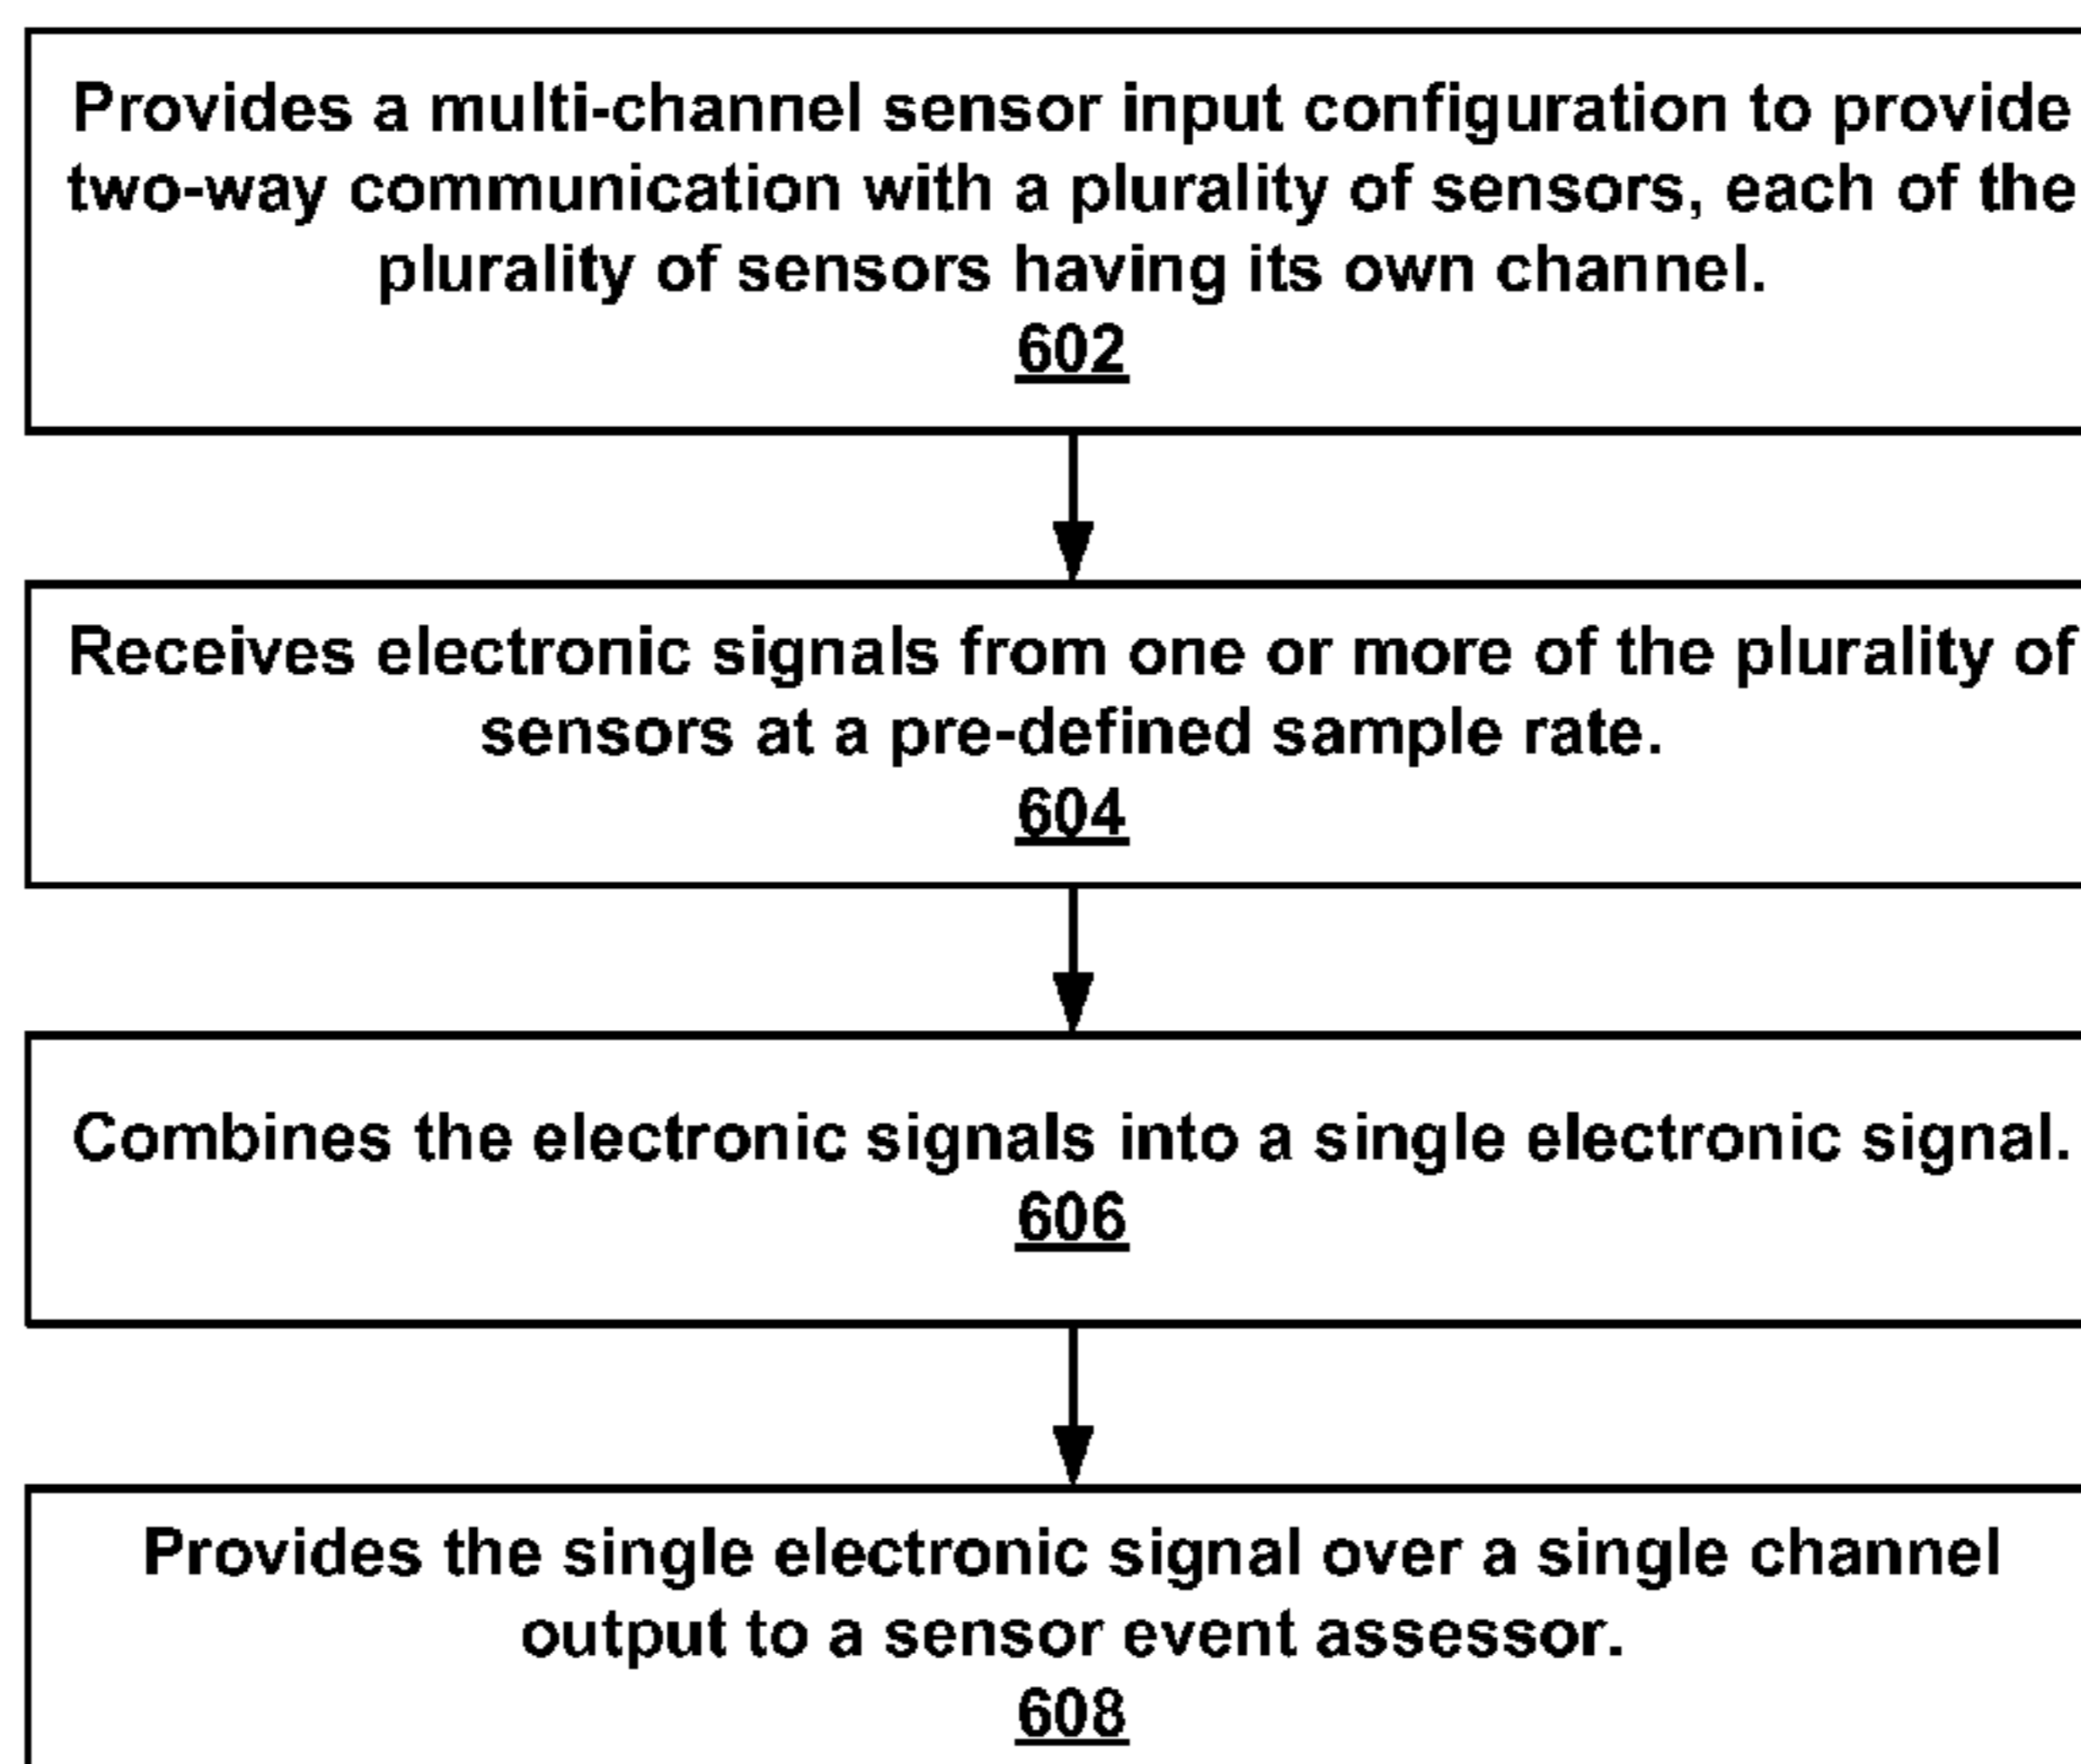 Provides a multi-channel sensor input configuration to provide
two-way communication with a plurality of sensors, each of the
plurality of sensors having its own channel.
602
Receives electronic signals from one or more of the plurality of
sensors at a pre-defined sample rate.
604
Combines the electronic signals into a single electronic signal.
606
Provides the single electronic signal over a single channel
output to a sensor event assessor.
608